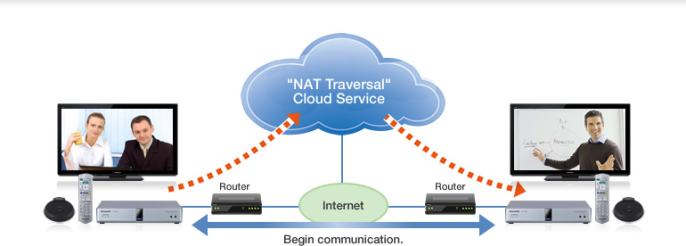 "NAT Traversal"
Cloud Service
Router
Router
Internet
Begin communication.